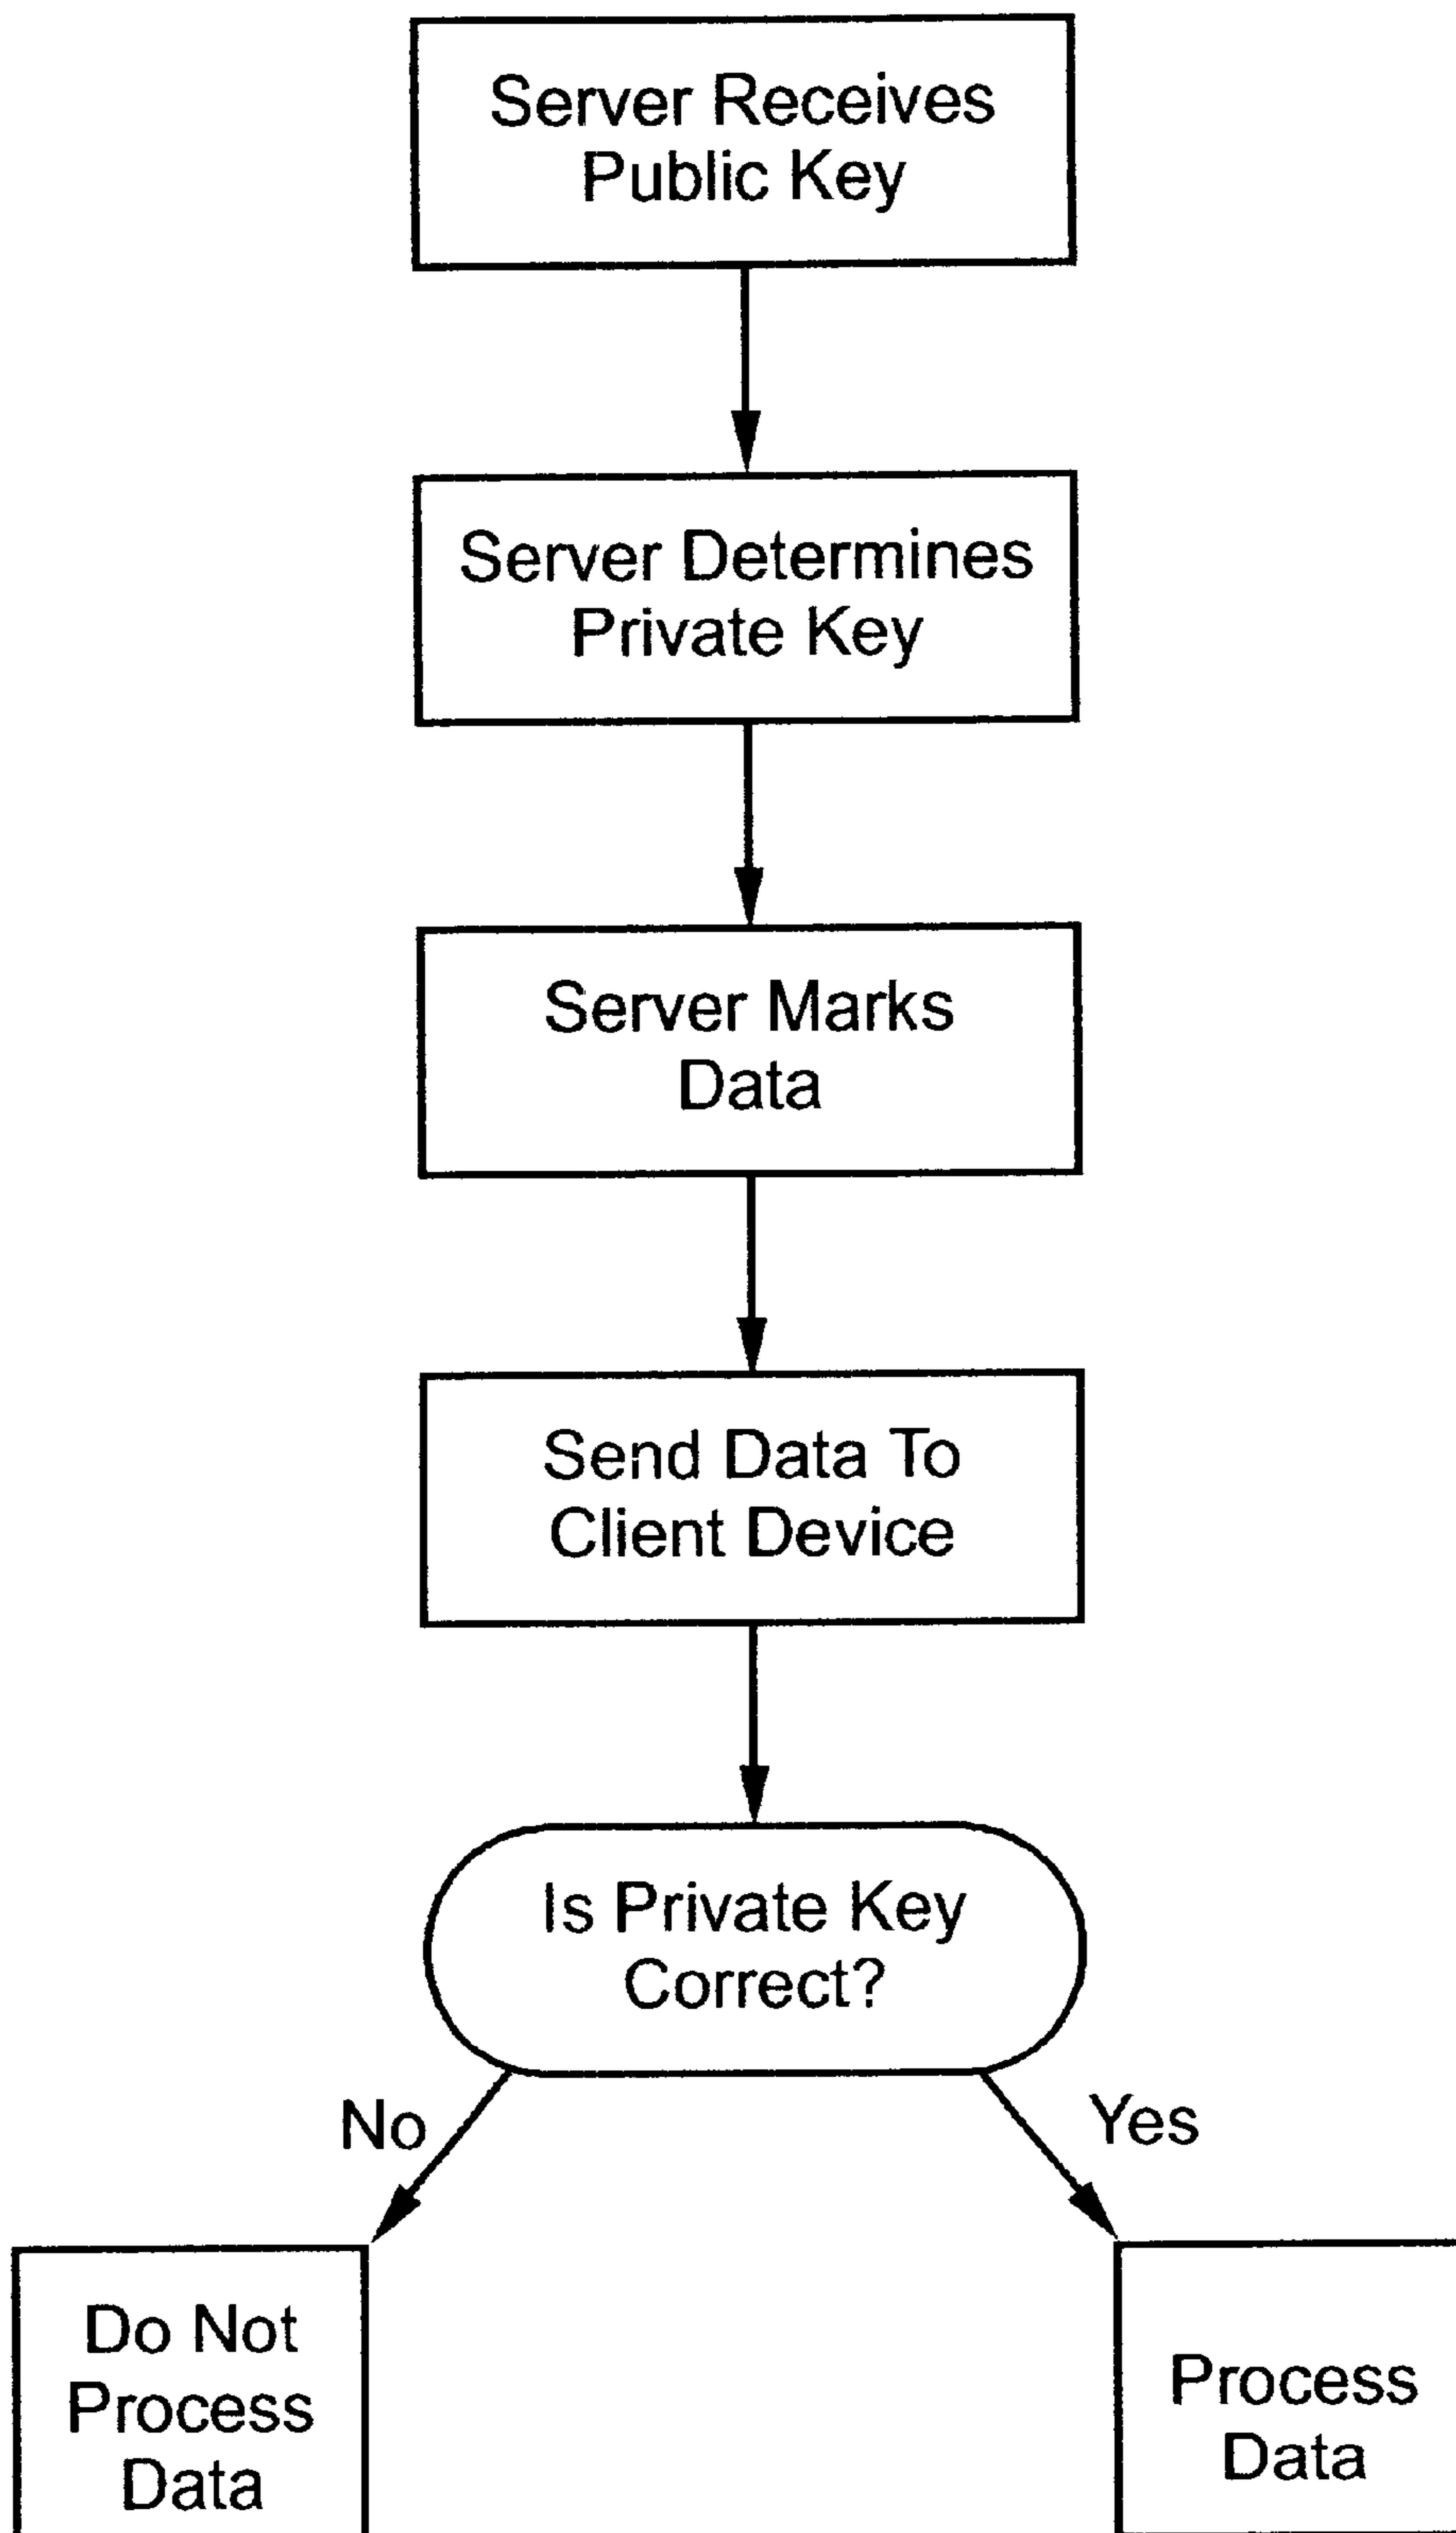 Server Receives
Public Key
Server Determines
Private Key
Server Marks
Data
Send Data To
Client Device
Is Private Key
Correct?
No
Yes
Do Not
Process
Data
Process
Data